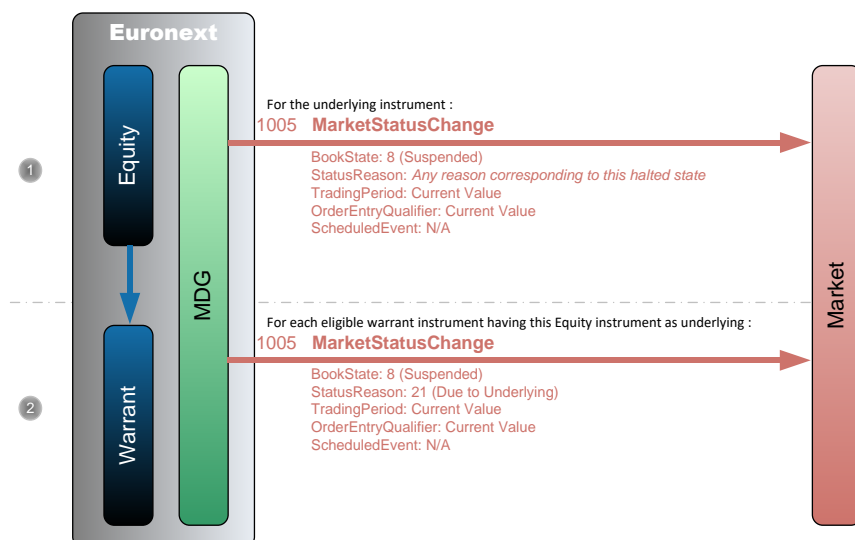 Euronext
Equity
Warrant
MDG
Market
1
For the underlying instrument :
1005 MarketStatusChange
BookState: 8 (Suspended)
StatusReason: Any reason corresponding to this halted state
TradingPeriod: Current Value
OrderEntryQualifier: Current Value
ScheduledEvent: N/A
2
For each eligible warrant instrument having this Equity instrument as underlying :
1005 MarketStatusChange
BookState: 8 (Suspended)
StatusReason: 21 (Due to Underlying)
TradingPeriod: Current Value
OrderEntryQualifier: Current Value
ScheduledEvent: N/A